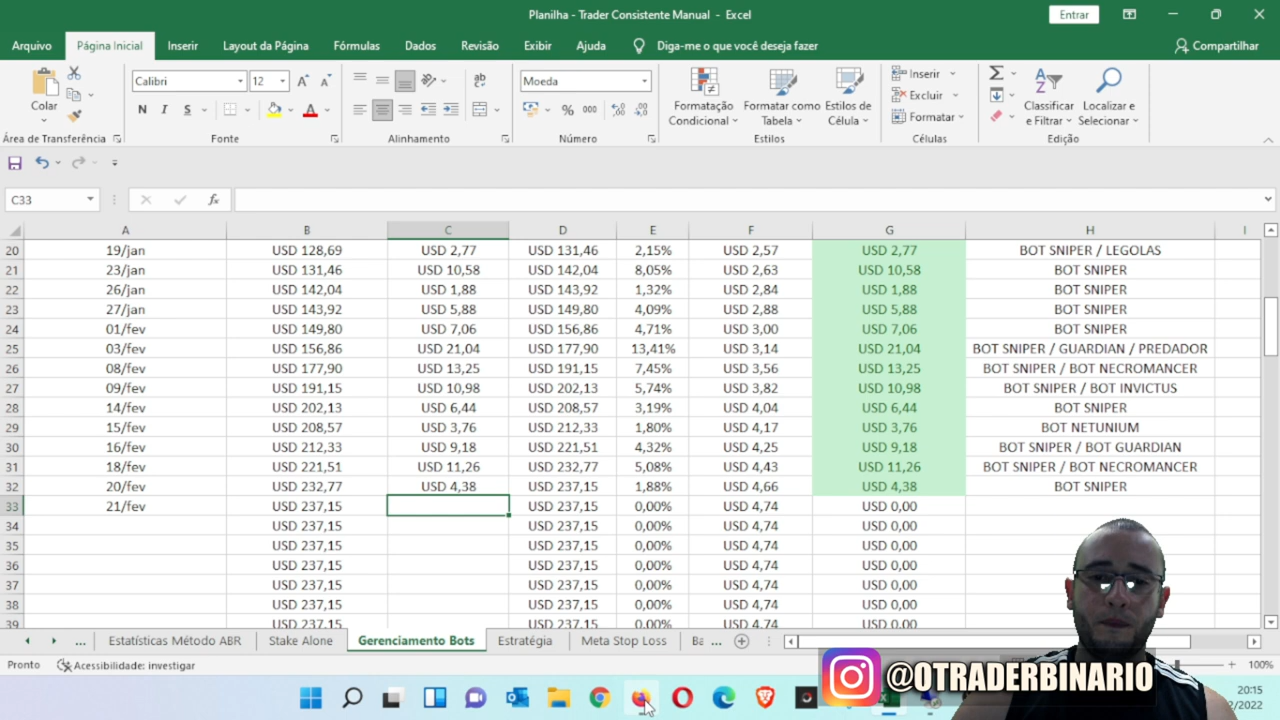 Planilha - Trader Consistente Manual - Excel
Entrar
Arquivo Página Inicial Inserir Layout da Página Fórmulas Dados Revisão Exibir Ajuda Diga-me o que você deseja fazer Compartilhar
Colar
Área de Transferência
Calibri 12
N I S
Fonte
ab
Alinhamento
Moeda
% 000
Número
Formatação Condicional
Formatar como Tabela
Estilos de Célula
Estilos
Inserir
Excluir
Formatar
Células
Classificar e Filtrar
Localizar e Selecionar
Edição
C33 fx
A B C D E F G H I
20 19/jan USD 128,69 USD 2,77 USD 131,46 2,15% USD 2,57 USD 2,77 BOT SNIPER / LEGOLAS
21 23/jan USD 131,46 USD 10,58 USD 142,04 8,05% USD 2,63 USD 10,58 BOT SNIPER
22 26/jan USD 142,04 USD 1,88 USD 143,92 1,32% USD 2,84 USD 1,88 BOT SNIPER
23 27/jan USD 143,92 USD 5,88 USD 149,80 4,09% USD 2,88 USD 5,88 BOT SNIPER
24 01/fev USD 149,80 USD 7,06 USD 156,86 4,71% USD 3,00 USD 7,06 BOT SNIPER
25 03/fev USD 156,86 USD 21,04 USD 177,90 13,41% USD 3,14 USD 21,04 BOT SNIPER / GUARDIAN / PREDADOR
26 08/fev USD 177,90 USD 13,25 USD 191,15 7,45% USD 3,56 USD 13,25 BOT SNIPER / BOT NECROMANCER
27 09/fev USD 191,15 USD 10,98 USD 202,13 5,74% USD 3,82 USD 10,98 BOT SNIPER / BOT INVICTUS
28 14/fev USD 202,13 USD 6,44 USD 208,57 3,19% USD 4,04 USD 6,44 BOT SNIPER
29 15/fev USD 208,57 USD 3,76 USD 212,33 1,80% USD 4,17 USD 3,76 BOT NETUNIUM
30 16/fev USD 212,33 USD 9,18 USD 221,51 4,32% USD 4,25 USD 9,18 BOT SNIPER / BOT GUARDIAN
31 18/fev USD 221,51 USD 11,26 USD 232,77 5,08% USD 4,43 USD 11,26 BOT SNIPER / BOT NECROMANCER
32 20/fev USD 232,77 USD 4,38 USD 237,15 1,88% USD 4,66 USD 4,38 BOT SNIPER
33 21/fev USD 237,15 USD 237,15 0,00% USD 4,74 USD 0,00
34 USD 237,15 USD 237,15 0,00% USD 4,74 USD 0,00
35 USD 237,15 USD 237,15 0,00% USD 4,74 USD 0,00
36 USD 237,15 USD 237,15 0,00% USD 4,74 USD 0,00
37 USD 237,15 USD 237,15 0,00% USD 4,74 USD 0,00
38 USD 237,15 USD 237,15 0,00% USD 4,74 USD 0,00
39 USD 237,15 USD 237,15 0,00% USD 4,74 USD 0,00
... Estatísticas Método ABR Stake Alone Gerenciamento Bots Estratégia Meta Stop Loss Ba ...
Pronto Acessibilidade: investigar 100%
@OTRADERBINARIO
20:15
2/2022